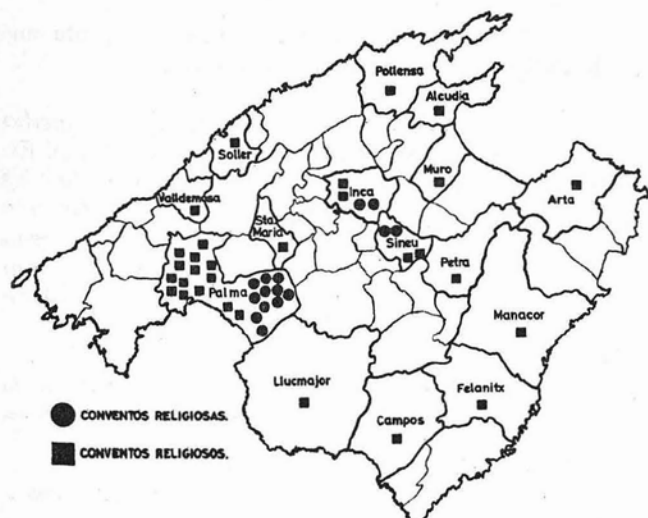 Pollensa
Alcudia
Soller
Muro
Inca
Arta
Valldemosa
Sta
Maria
Sineu
Petra
Palma
Manacor
Llucmajor
Felanitx
Campos
CONVENTOS RELIGIOSAS.
CONVENTOS RELIGIOSOS.